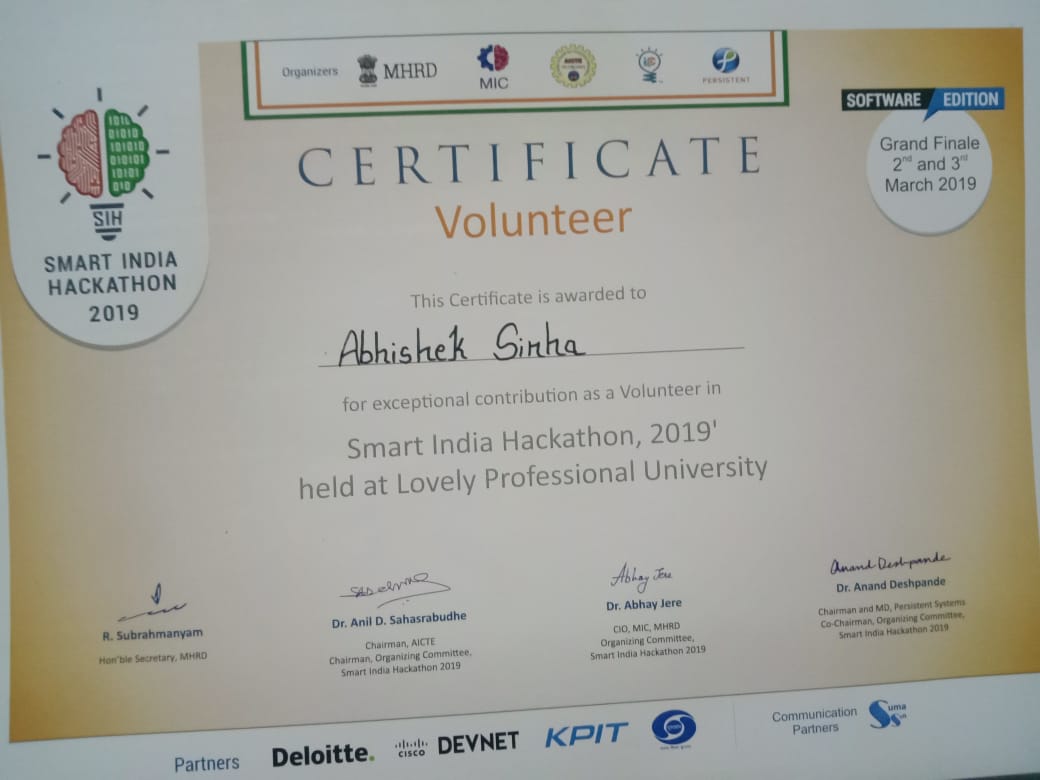 Organizers MHRD MIC AICTE PERSISTENT
SOFTWARE EDITION
Grand Finale
2nd and 3rd
March 2019
SIH
SMART INDIA
HACKATHON
2019
CERTIFICATE
Volunteer
This Certificate is awarded to
Abhishek Sinha
for exceptional contribution as a Volunteer in
Smart India Hackathon, 2019'
held at Lovely Professional University
Abhay Jere
Anand Deshpande
R. Subrahmanyam
Hon'ble Secretary, MHRD
Dr. Anil D. Sahasrabudhe
Chairman, AICTE
Chairman, Organizing Committee,
Smart India Hackathon 2019
Dr. Abhay Jere
CIO, MIC, MHRD
Organizing Committee,
Smart India Hackathon 2019
Dr. Anand Deshpande
Chairman and MD, Persistent Systems
Co-Chairman, Organizing Committee,
Smart India Hackathon 2019
Partners Deloitte. CISCO DEVNET KPIT
Communication
Partners
Suma
Soft